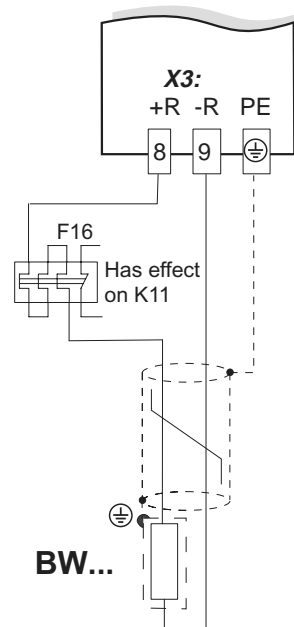 X3:
+R -R PE
8 9
F16
Has effect
on K11
BW...